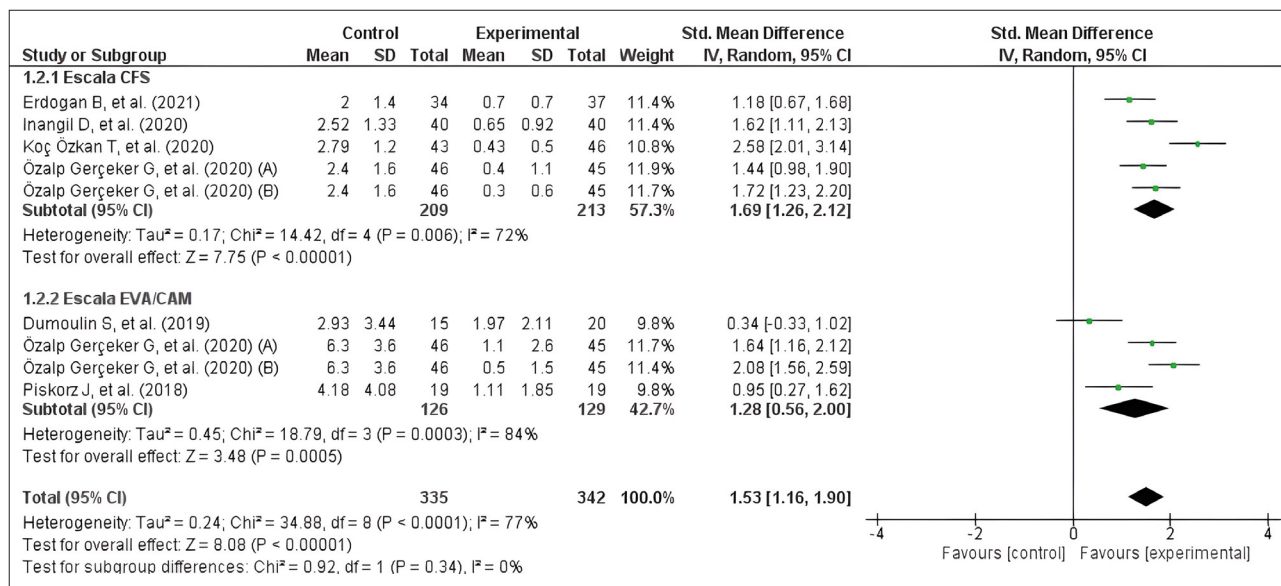 Control Experimental Std. Mean Difference Std. Mean Difference
Study or Subgroup Mean SD Total Mean SD Total Weight IV, Random, 95% CI IV, Random, 95% CI
1.2.1 Escala CFS
Erdogan B, et al. (2021) 2 1.4 34 0.7 0.7 37 11.4% 1.18 [0.67, 1.68]
Inangil D, et al. (2020) 2.52 1.33 40 0.65 0.92 40 11.4% 1.62 [1.11, 2.13]
Koç Özkan T, et al. (2020) 2.79 1.2 43 0.43 0.5 46 10.8% 2.58 [2.01, 3.14]
Özalp Gerçeker G, et al. (2020) (A) 2.4 1.6 46 0.4 1.1 45 11.9% 1.44 [0.98, 1.90]
Özalp Gerçeker G, et al. (2020) (B) 2.4 1.6 46 0.3 0.6 45 11.7% 1.72 [1.23, 2.20]
Subtotal (95% CI) 209 213 57.3% 1.69 [1.26, 2.12]
Heterogeneity: Tau² = 0.17; Chi² = 14.42, df = 4 (P = 0.006); I² = 72%
Test for overall effect: Z = 7.75 (P < 0.00001)
1.2.2 Escala EVA/CAM
Dumoulin S, et al. (2019) 2.93 3.44 15 1.97 2.11 20 9.8% 0.34 [-0.33, 1.02]
Özalp Gerçeker G, et al. (2020) (A) 6.3 3.6 46 1.1 2.6 45 11.7% 1.64 [1.16, 2.12]
Özalp Gerçeker G, et al. (2020) (B) 6.3 3.6 46 0.5 1.5 45 11.4% 2.08 [1.56, 2.59]
Piskorz J, et al. (2018) 4.18 4.08 19 1.11 1.85 19 9.8% 0.95 [0.27, 1.62]
Subtotal (95% CI) 126 129 42.7% 1.28 [0.56, 2.00]
Heterogeneity: Tau² = 0.45; Chi² = 18.79, df = 3 (P = 0.0003); I² = 84%
Test for overall effect: Z = 3.48 (P = 0.0005)
Total (95% CI) 335 342 100.0% 1.53 [1.16, 1.90]
Heterogeneity: Tau² = 0.24; Chi² = 34.88, df = 8 (P < 0.0001); I² = 77%
Test for overall effect: Z = 8.08 (P < 0.00001)
Test for subgroup differences: Chi² = 0.92, df = 1 (P = 0.34), I² = 0%
-4 -2 0 2 4
Favours [control] Favours [experimental]